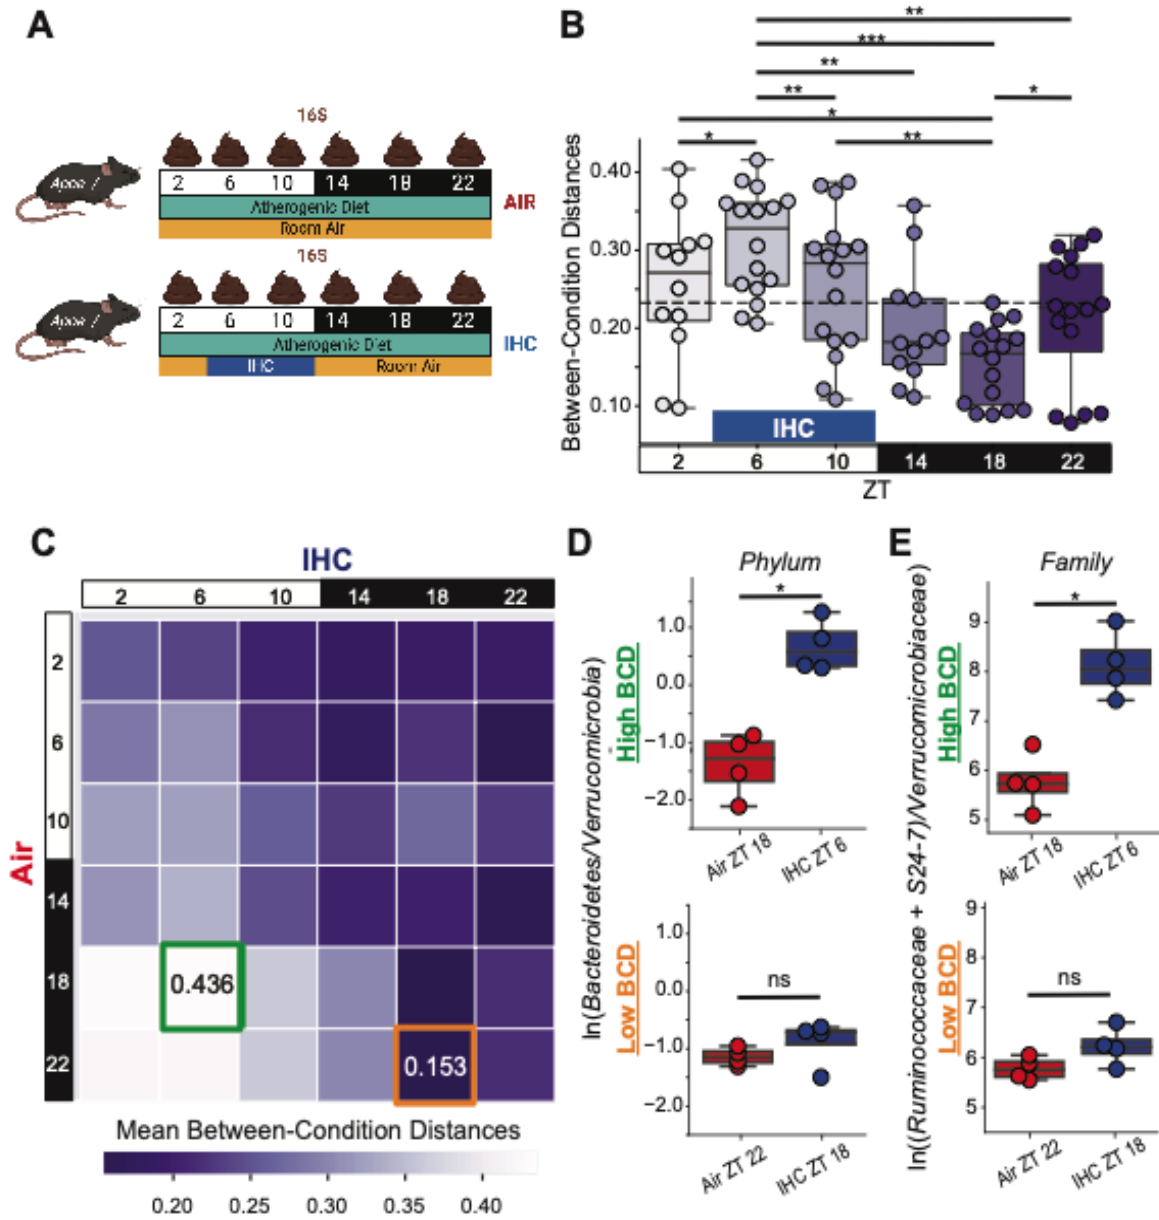 A
16S
Apoe-/-
2 6 10 14 18 22
AIR
Atherogenic Diet
Room Air
16S
Apoe-/-
2 6 10 14 18 22
Atherogenic Diet
IHC
IHC Room Air
B
**
***
**
** *
*
* **
Between-Condition Distances
0.40
0.30
0.20
0.10
IHC
2 6 10 14 18 22
ZT
C
IHC
2 6 10 14 18 22
Air
2
6
10
14
18
22
0.436
0.153
Mean Between-Condition Distances
0.20 0.25 0.30 0.35 0.40
D
Phylum
ln(Bacteroidetes/Verrucomicrobia)
High BCD
*
1.0
0.0
−1.0
−2.0
Air ZT 18 IHC ZT 6
Low BCD
ns
1.0
0.0
−1.0
−2.0
Air ZT 22 IHC ZT 18
E
Family
ln((Ruminococcaceae + S24-7)/Verrucomicrobiaceae)
High BCD
*
9
8
7
6
5
Air ZT 18 IHC ZT 6
Low BCD
ns
9
8
7
6
5
Air ZT 22 IHC ZT 18